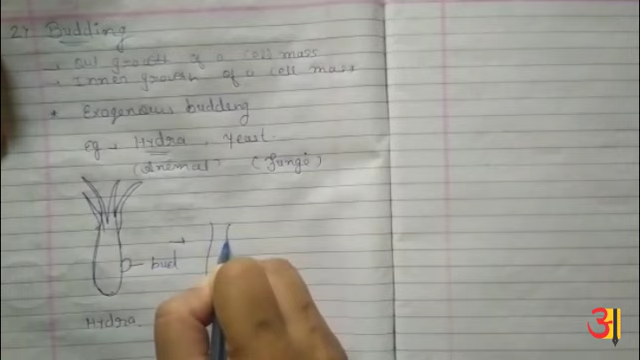 2) Budding
→ Out growth of a cell mass
→ Inner growth of a cell mass
* Exogenous budding
eg → Hydra, Yeast.
(Animal) (Fungi)
→ bud →
Hydra.